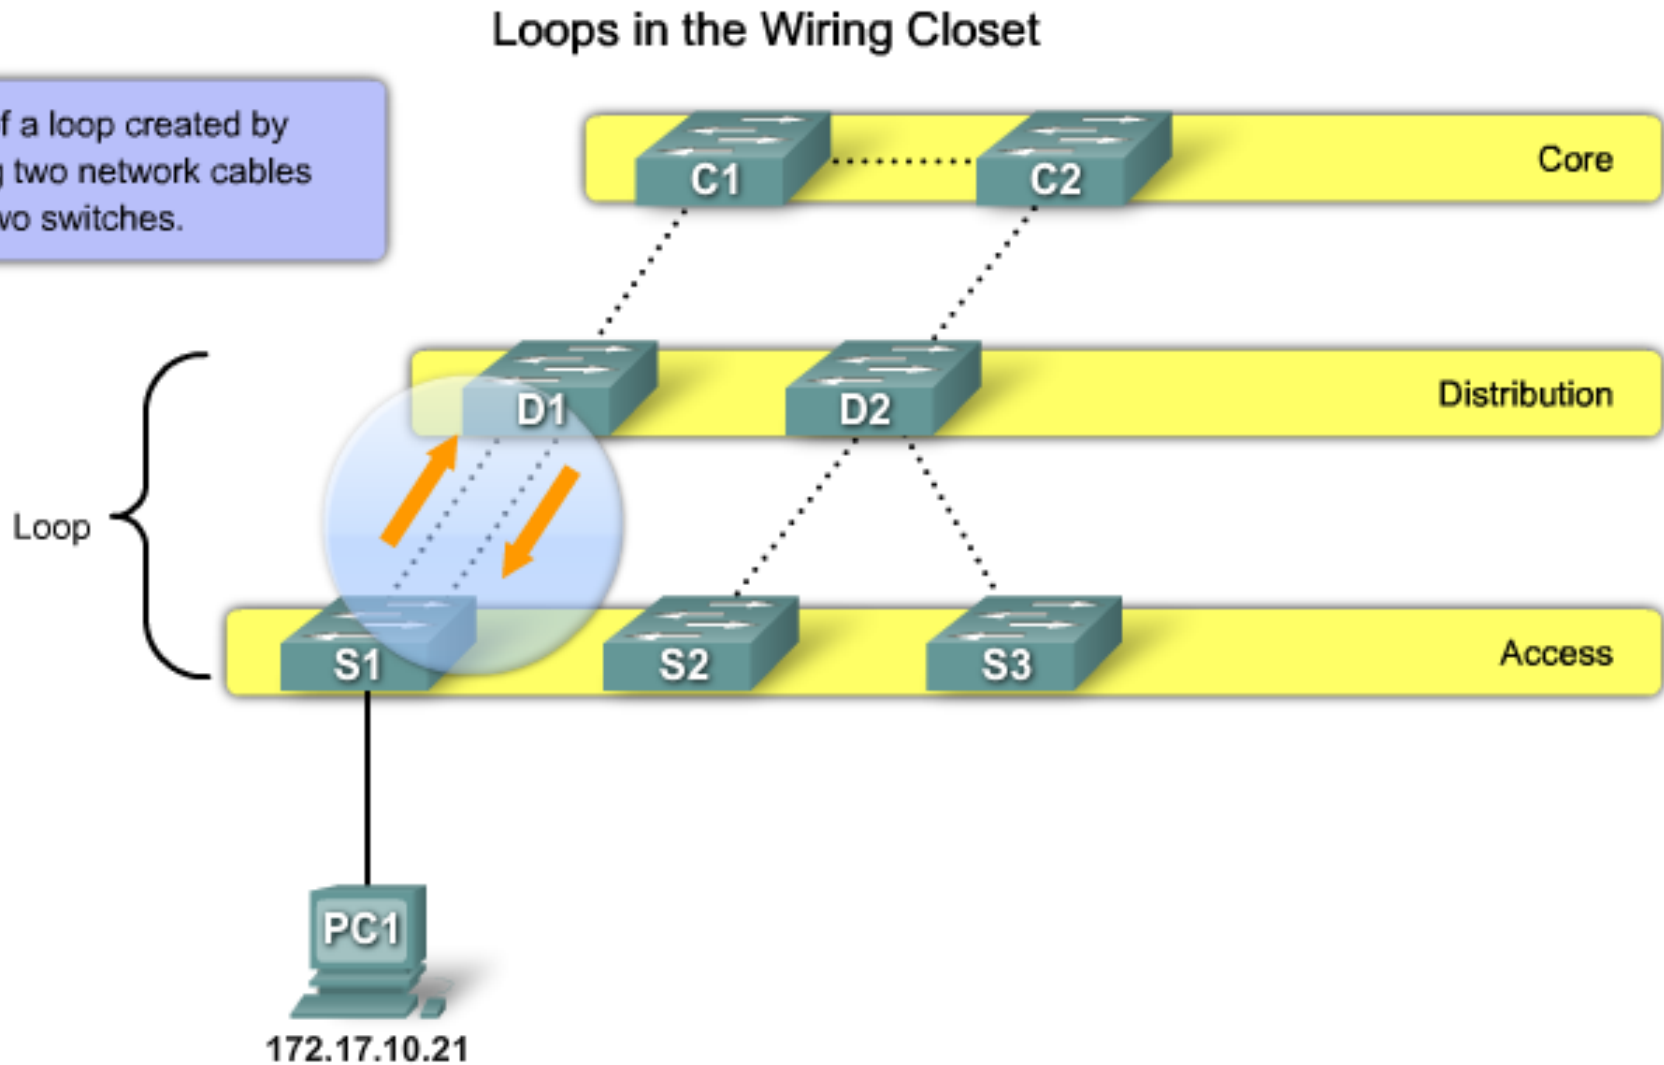 Loops in the Wiring Closet
f a loop created by
g two network cables
wo switches.
C1
C2
Core
D1
D2
Distribution
Loop
S1
S2
S3
Access
PC1
172.17.10.21